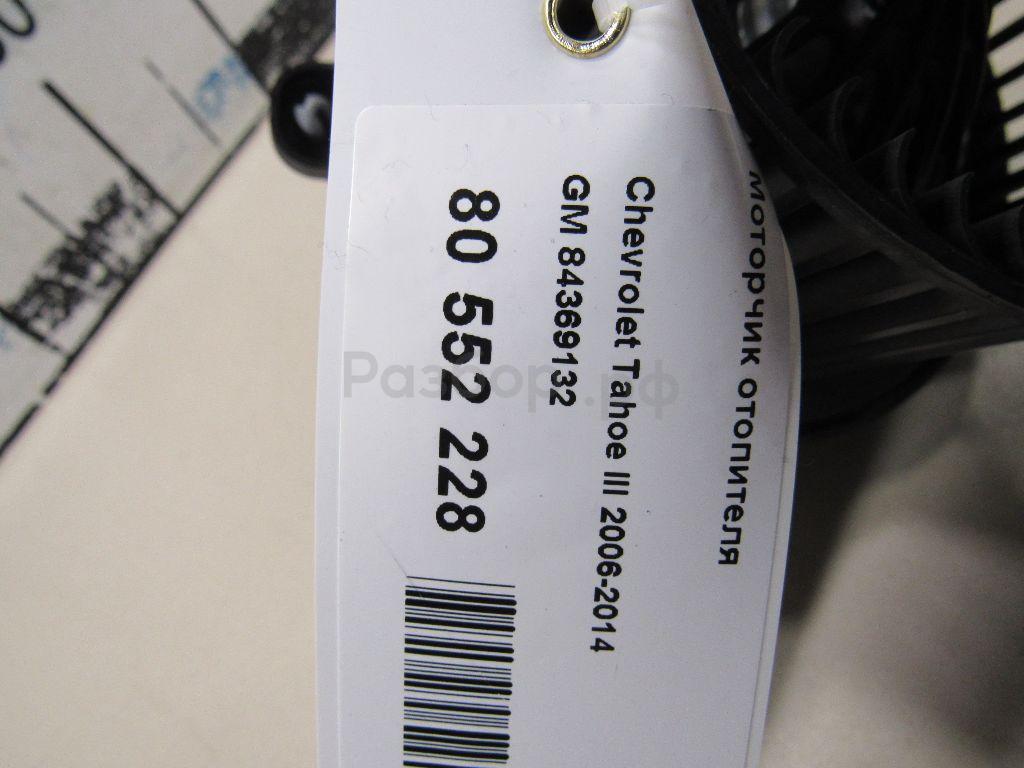 моторчик отопителя
Chevrolet Tahoe III 2006-2014
GM 84369132
80 552 228
Разбор.рф